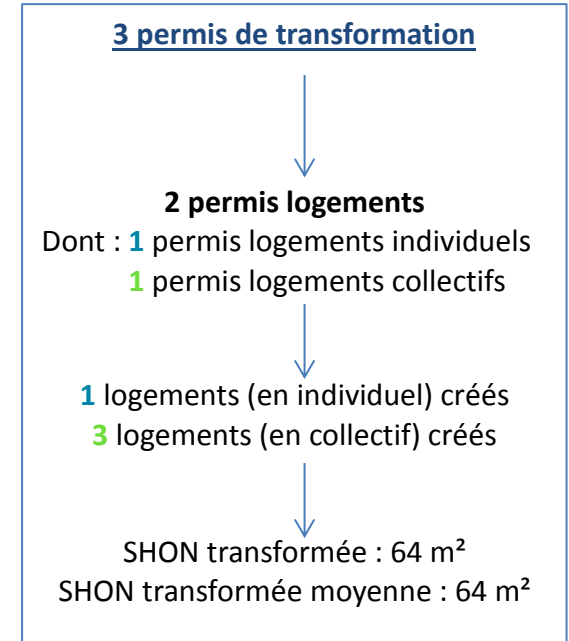 3 permis de transformation
2 permis logements
Dont : 1 permis logements individuels
1 permis logements collectifs
1 logements (en individuel) créés
3 logements (en collectif) créés
SHON transformée : 64 m²
SHON transformée moyenne : 64 m²